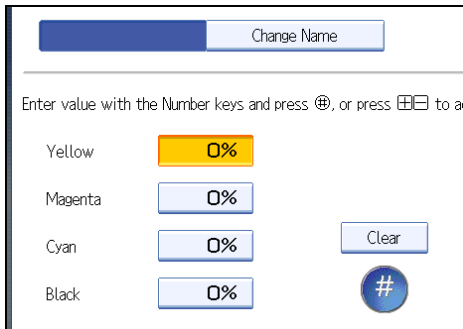 Change Name
Enter value with the Number keys and press #, or press +- to
Yellow 0%
Magenta 0%
Cyan 0%
Clear
Black 0%
#